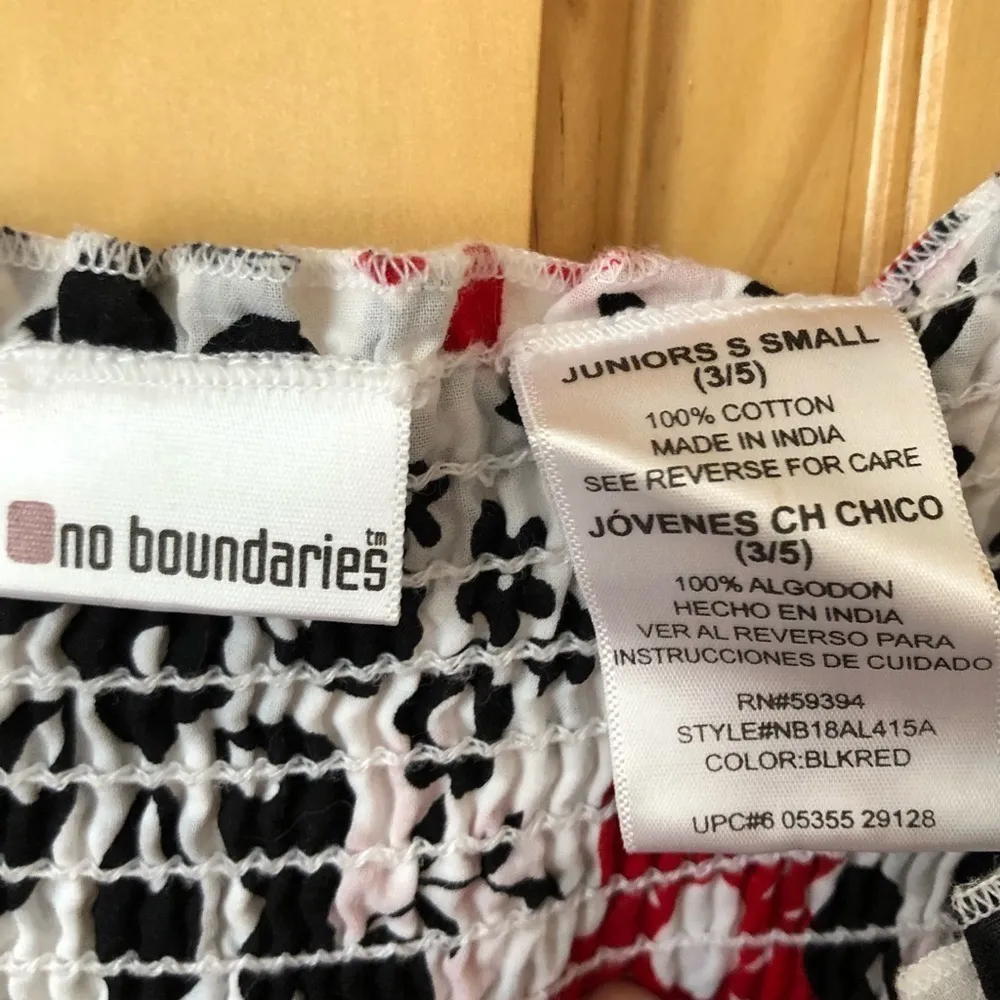 no boundaries™
JUNIORS S SMALL
(3/5)
100% COTTON
MADE IN INDIA
SEE REVERSE FOR CARE
JÓVENES CH CHICO
(3/5)
100% ALGODON
HECHO EN INDIA
VER AL REVERSO PARA
INSTRUCCIONES DE CUIDADO
RN#59394
STYLE#NB18AL415A
COLOR:BLKRED
UPC#6 05355 29128